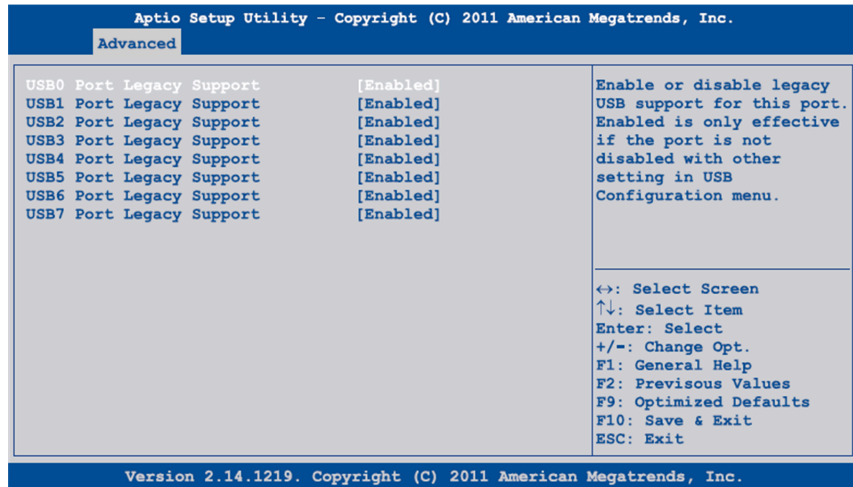 Aptio Setup Utility – Copyright (C) 2011 American Megatrends, Inc.
Advanced
USB0 Port Legacy Support [Enabled]
USB1 Port Legacy Support [Enabled]
USB2 Port Legacy Support [Enabled]
USB3 Port Legacy Support [Enabled]
USB4 Port Legacy Support [Enabled]
USB5 Port Legacy Support [Enabled]
USB6 Port Legacy Support [Enabled]
USB7 Port Legacy Support [Enabled]
Enable or disable legacy
USB support for this port.
Enabled is only effective
if the port is not
disabled with other
setting in USB
Configuration menu.
↔: Select Screen
↑↓: Select Item
Enter: Select
+/-: Change Opt.
F1: General Help
F2: Previsous Values
F9: Optimized Defaults
F10: Save & Exit
ESC: Exit
Version 2.14.1219. Copyright (C) 2011 American Megatrends, Inc.